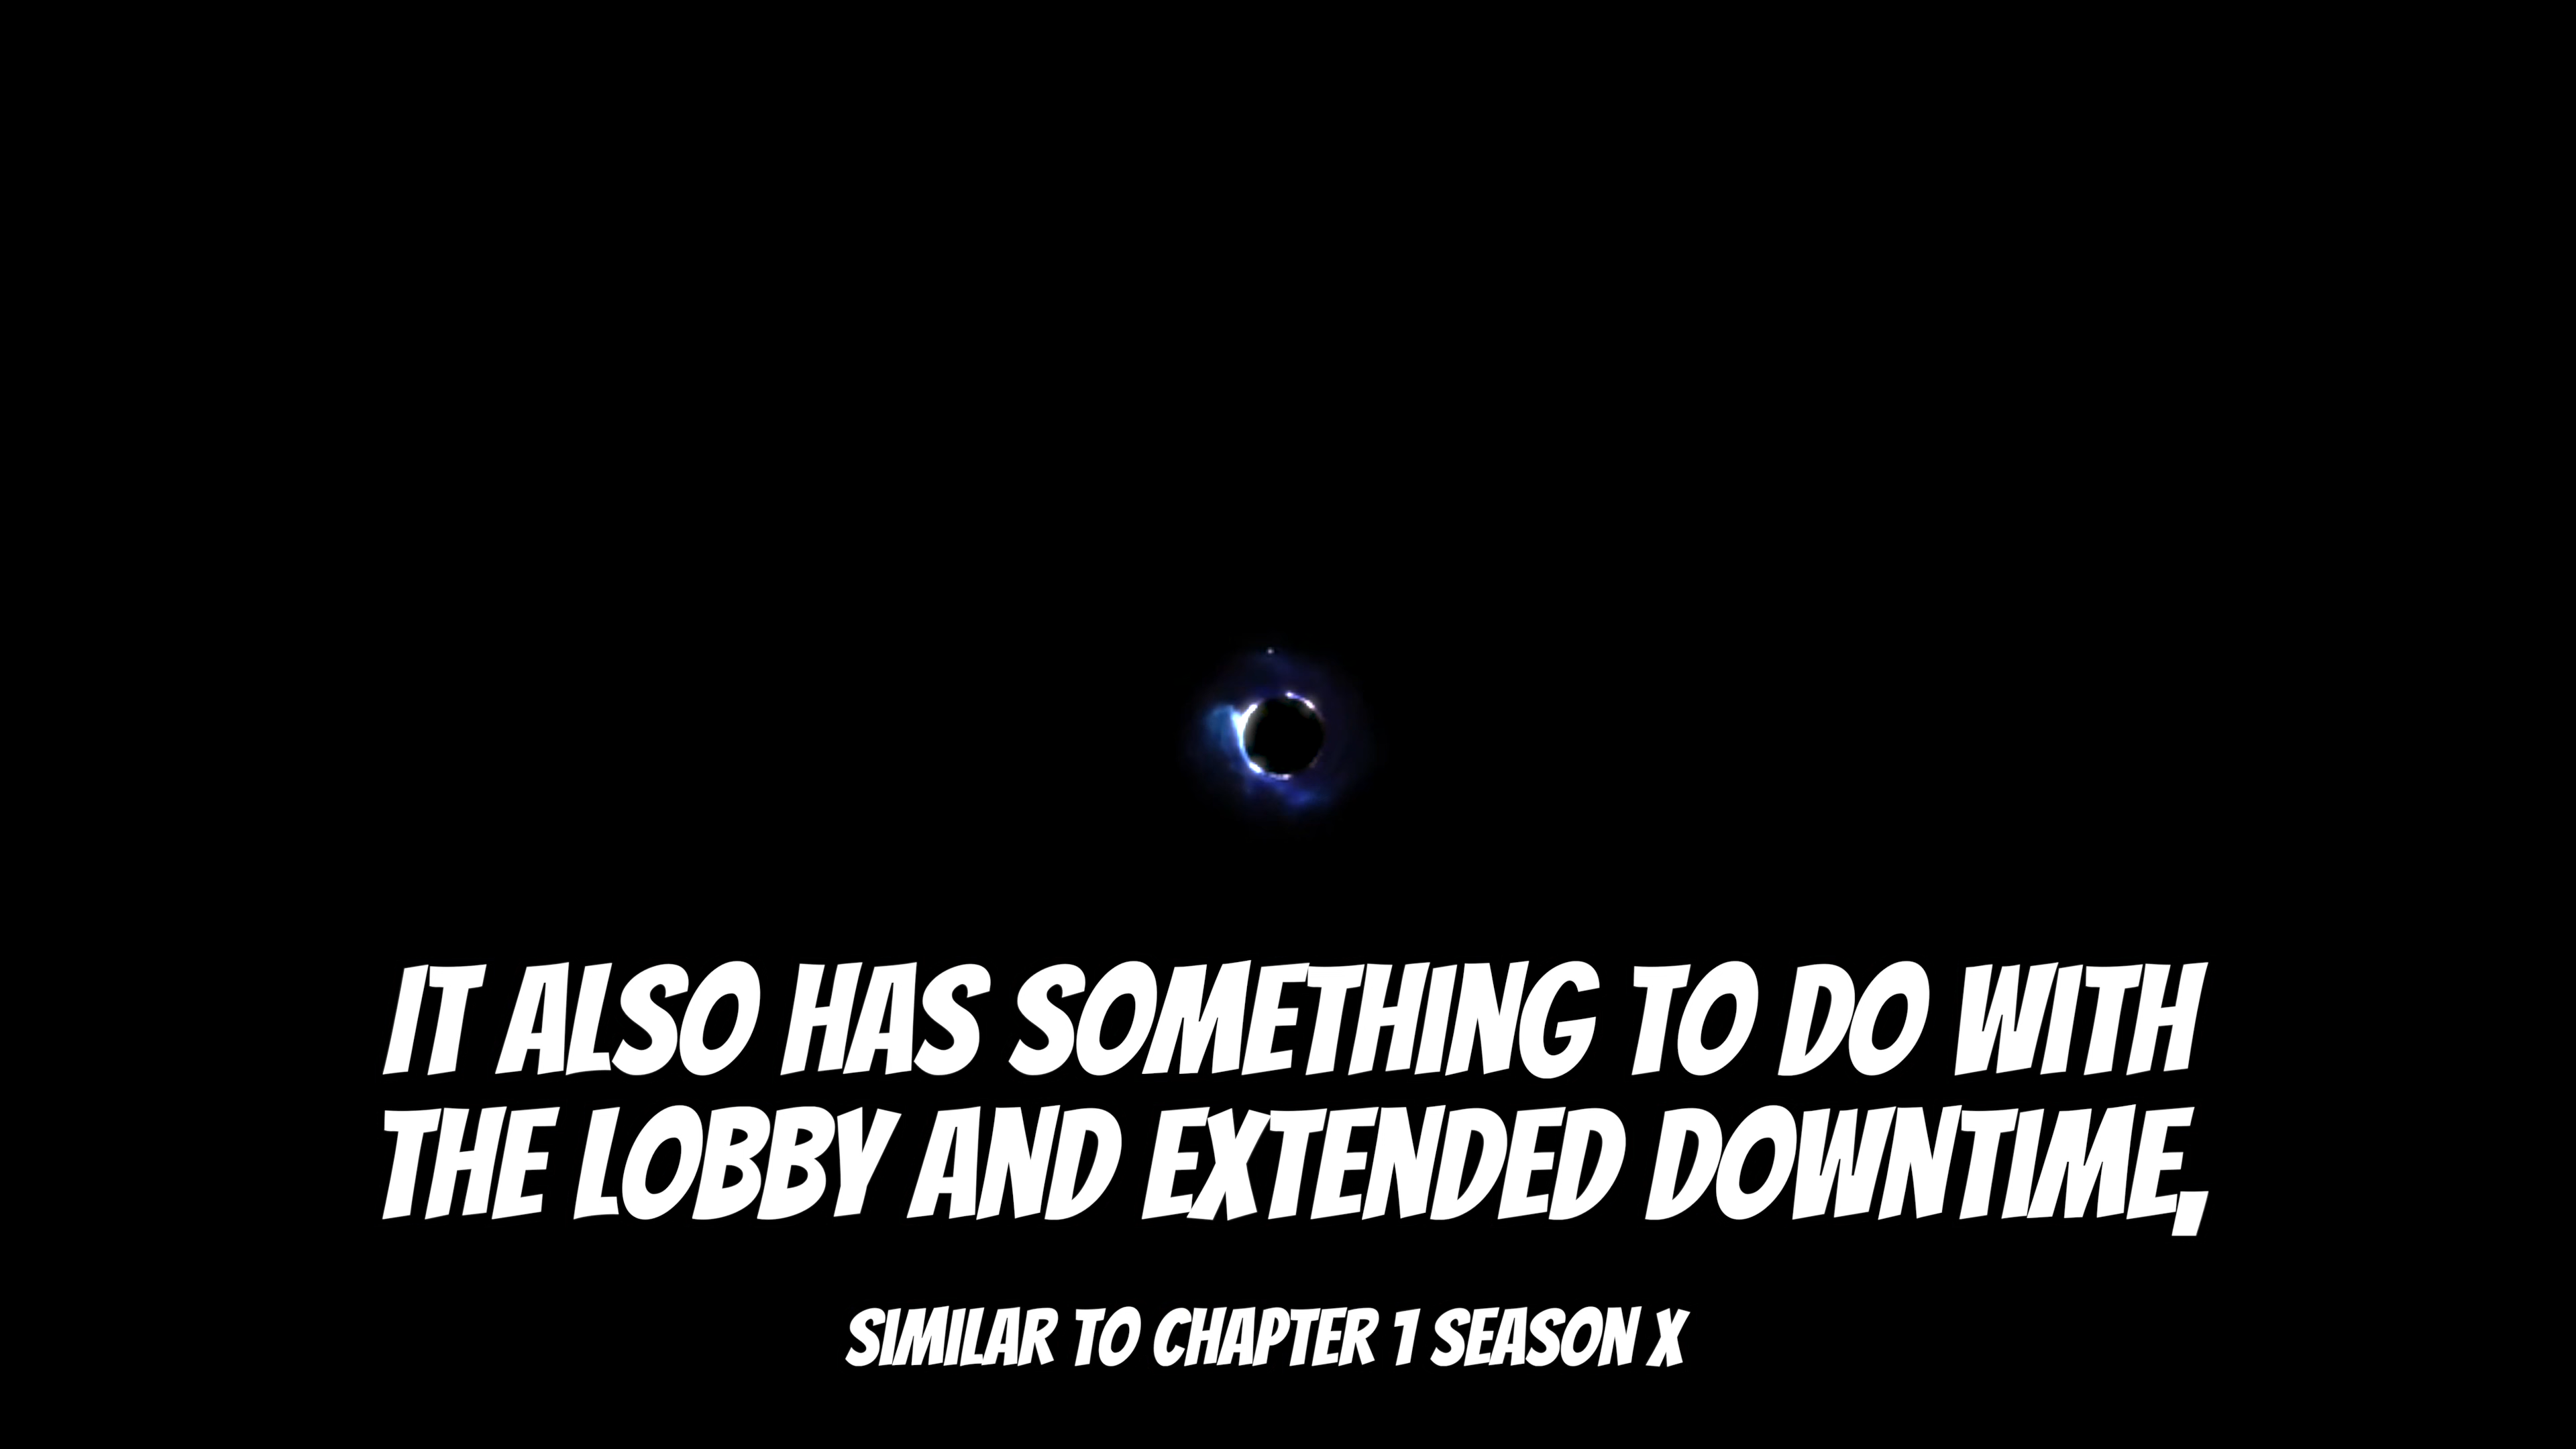 IT ALSO HAS SOMETHING TO DO WITH
THE LOBBY AND EXTENDED DOWNTIME,
SIMILAR TO CHAPTER 1 SEASON X